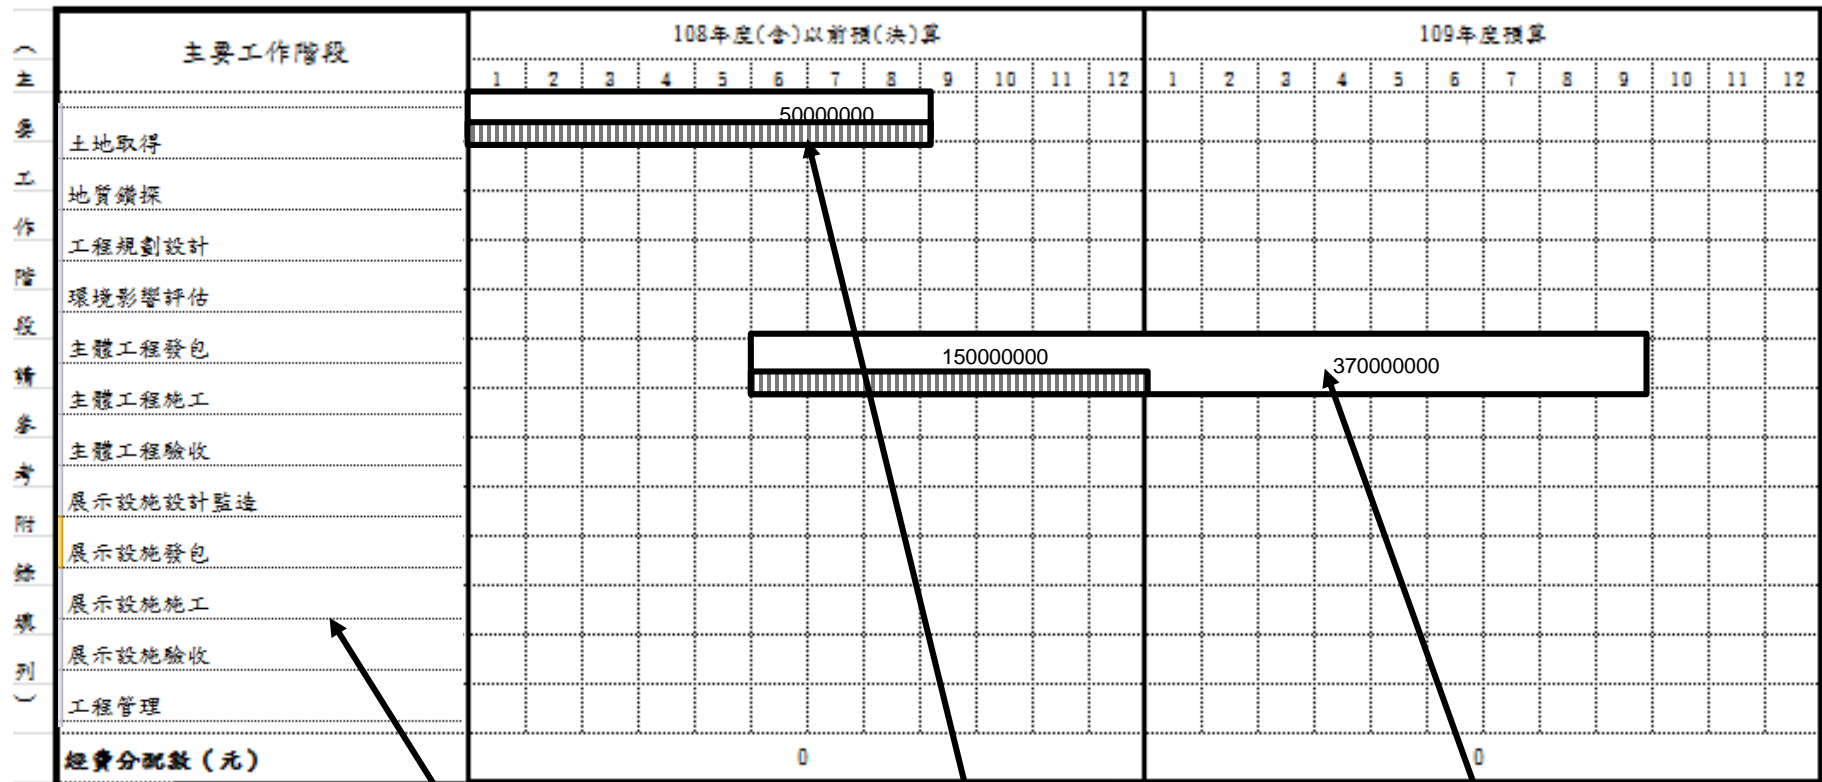 （主要工作階段請參考附錄填列）
主要工作階段
108年度(含)以前預(決)算
109年度預算
1 2 3 4 5 6 7 8 9 10 11 12 1 2 3 4 5 6 7 8 9 10 11 12
50000000
土地取得
地質鑽探
工程規劃設計
環境影響評估
主體工程發包
150000000
370000000
主體工程施工
主體工程驗收
展示設施設計監造
展示設施發包
展示設施施工
展示設施驗收
工程管理
經費分配數（元）
0
0